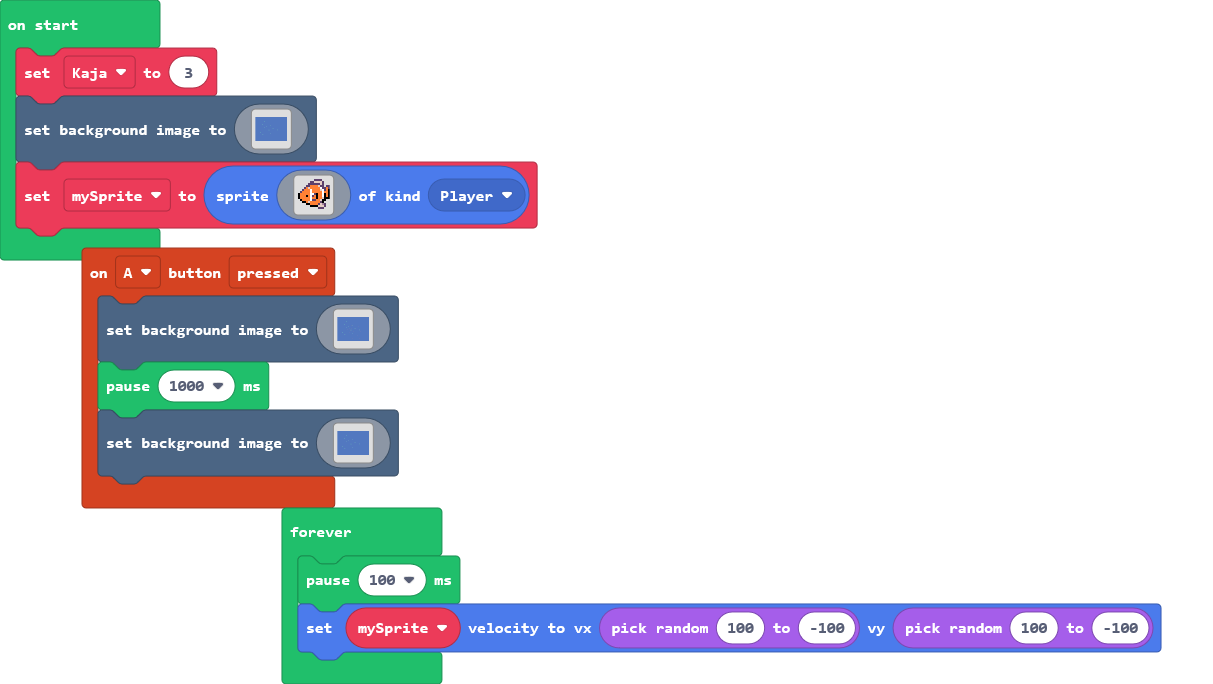 on start
set Kaja to 3
set background image to
set mySprite to sprite of kind Player
on A button pressed
set background image to
pause 1000 ms
set background image to
forever
pause 100 ms
set mySprite velocity to vx pick random 100 to -100 vy pick random 100 to -100